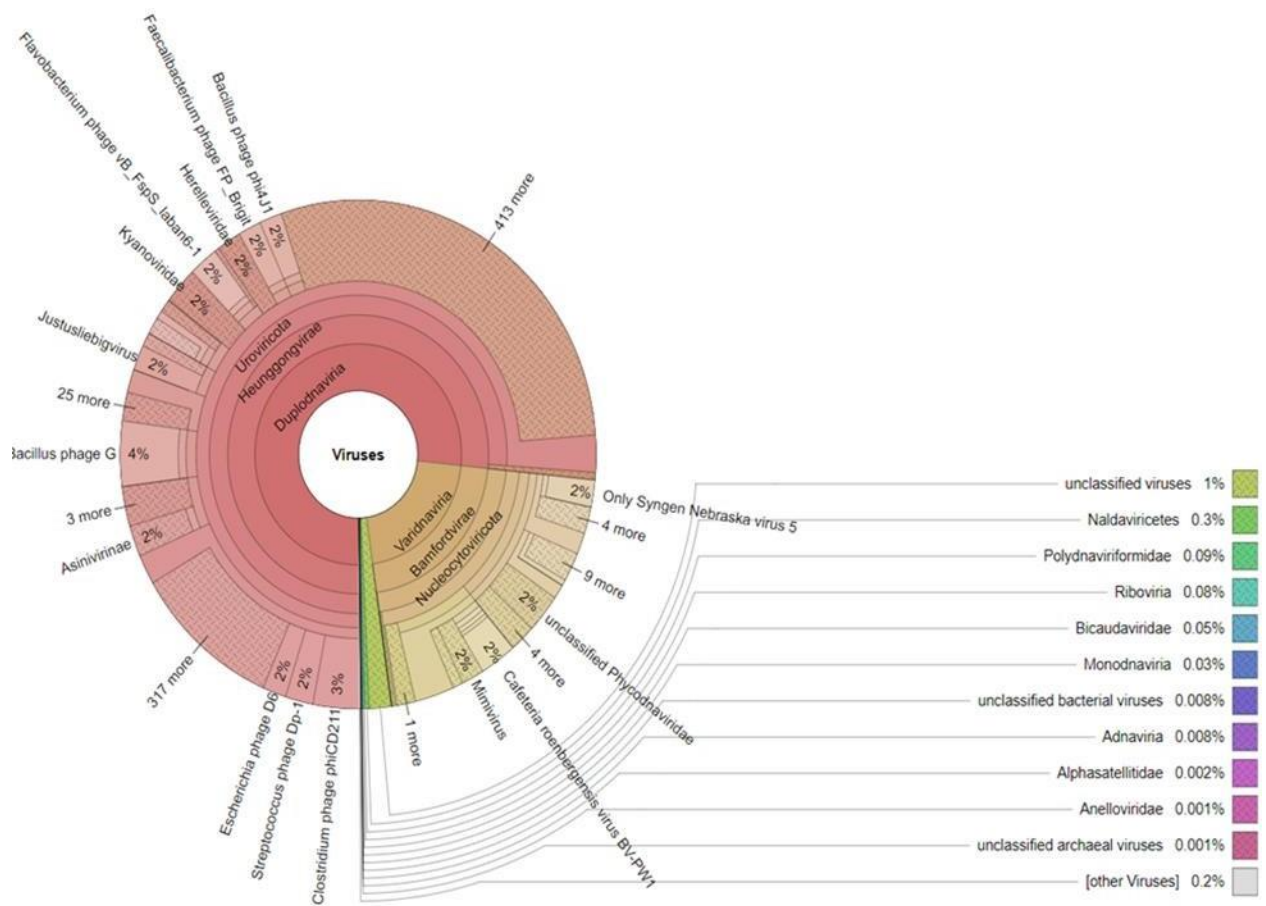 Viruses
Duplodnaviria
Heunggongvirae
Uroviricota
Varidnaviria
Bamfordvirae
Nucleocytoviricota
413 more
Bacillus phage phi4J1
2%
Faecalibacterium phage FP_Brigit
2%
Herelleviridae
2%
Flavobacterium phage vB_FspS_laban6-1
2%
Kyanoviridae
2%
Justusliebigvirus
2%
25 more
Bacillus phage G
4%
3 more
Asinivirinae
2%
317 more
Escherichia phage D6
2%
Streptococcus phage Dp-1
2%
Clostridium phage phiCD211
3%
1 more
Mimivirus
2%
Cafeteria roenbergensis virus BV-PW1
2%
4 more
unclassified Phycodnaviridae
2%
9 more
4 more
Only Syngen Nebraska virus 5
2%
unclassified viruses 1%
Naldaviricetes 0.3%
Polydnaviriformidae 0.09%
Riboviria 0.08%
Bicaudaviridae 0.05%
Monodnaviria 0.03%
unclassified bacterial viruses 0.008%
Adnaviria 0.008%
Alphasatellitidae 0.002%
Anelloviridae 0.001%
unclassified archaeal viruses 0.001%
[other Viruses] 0.2%